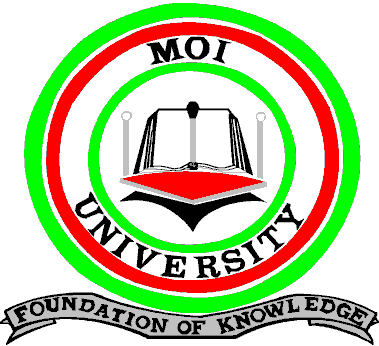 MOI
UNIVERSITY
FOUNDATION OF KNOWLEDGE